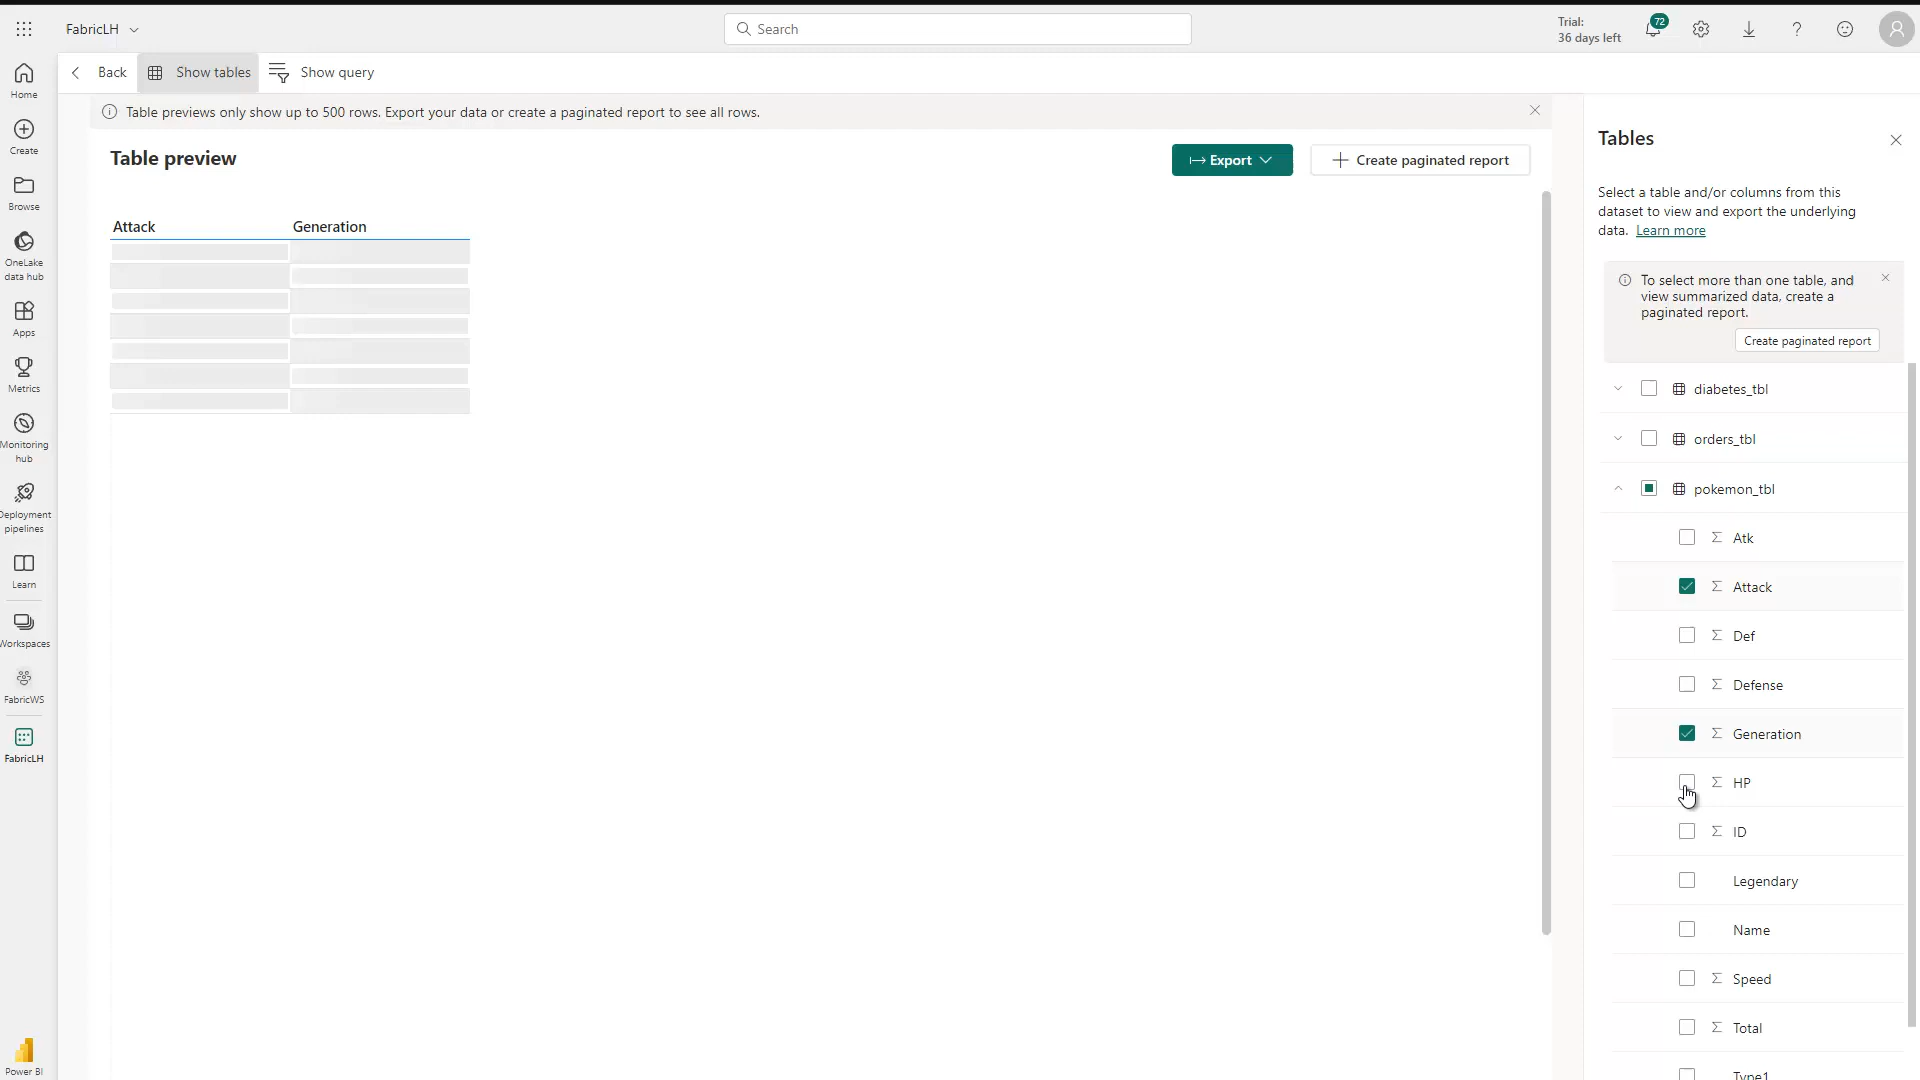 FabricLH
Search
Trial:
36 days left
72
Home
Create
Browse
OneLake
data hub
Apps
Metrics
Monitoring
hub
Deployment
pipelines
Learn
Workspaces
FabricWS
FabricLH
Power BI
Back
Show tables
Show query
Table previews only show up to 500 rows. Export your data or create a paginated report to see all rows.
Table preview
Export
Create paginated report
Attack
Generation
Tables
Select a table and/or columns from this
dataset to view and export the underlying
data. Learn more
To select more than one table, and
view summarized data, create a
paginated report.
Create paginated report
diabetes_tbl
orders_tbl
pokemon_tbl
Σ Atk
Σ Attack
Σ Def
Σ Defense
Σ Generation
Σ HP
Σ ID
Legendary
Name
Σ Speed
Σ Total
Type1